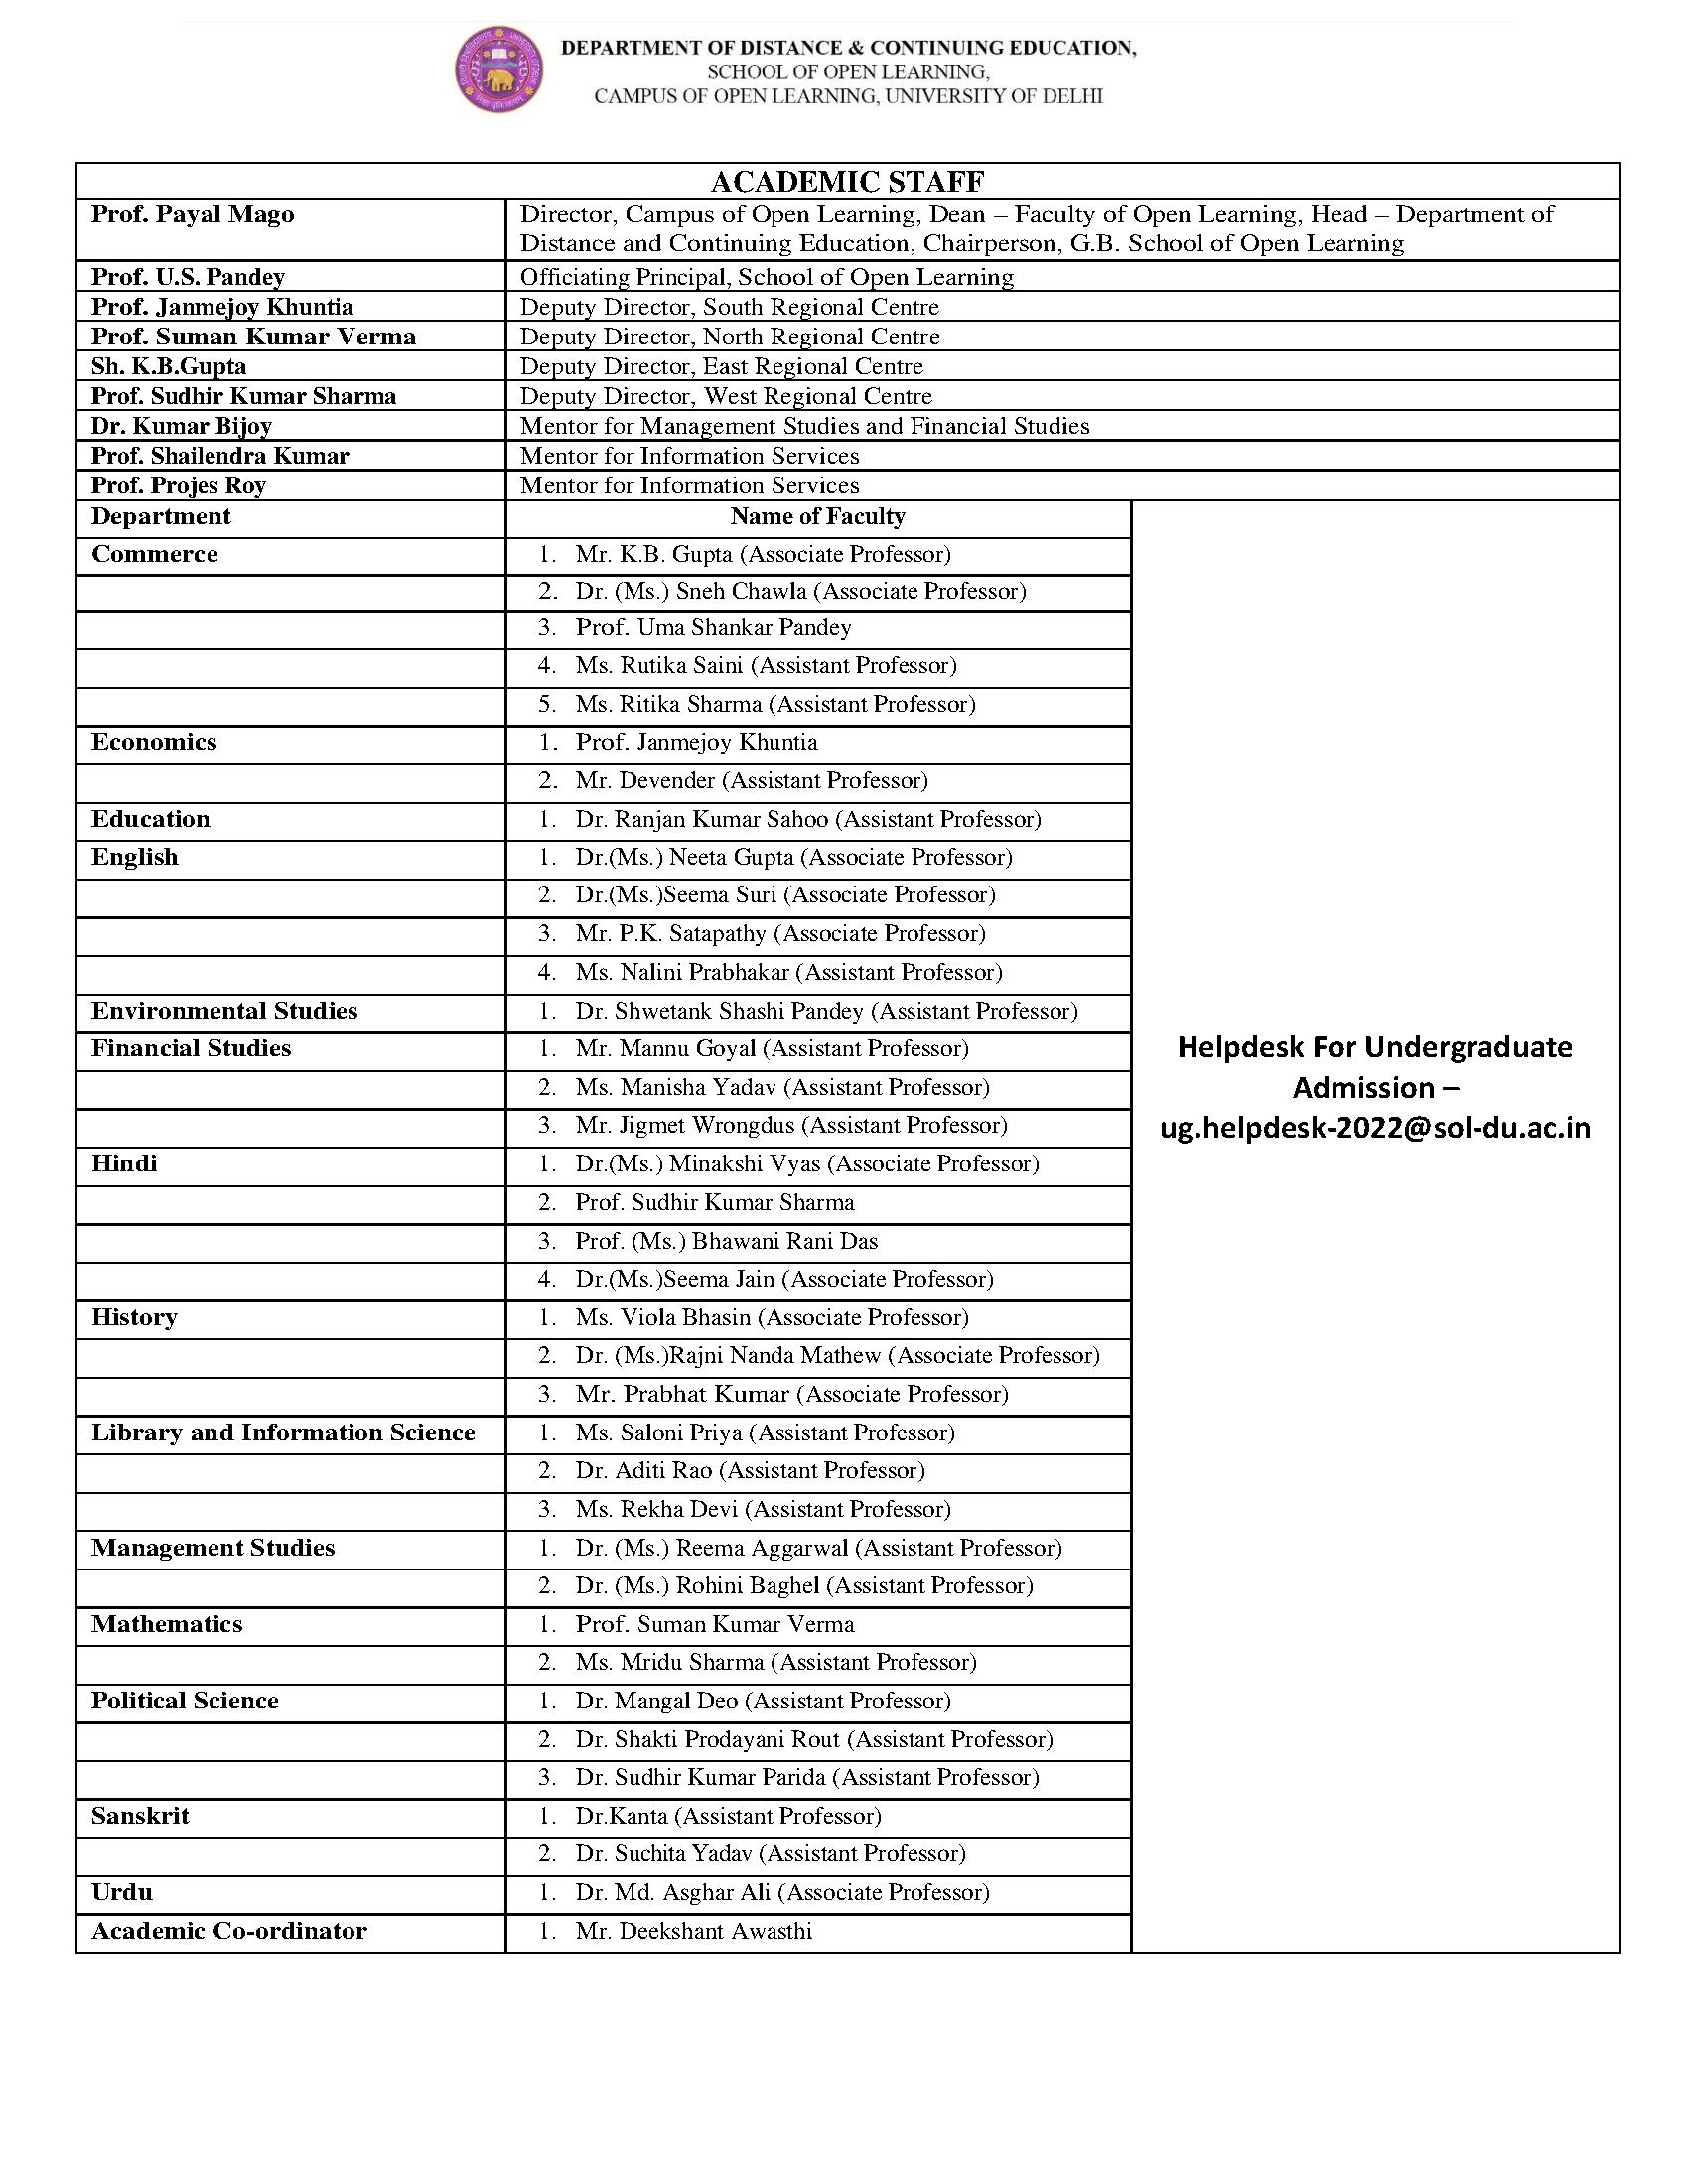 DEPARTMENT OF DISTANCE & CONTINUING EDUCATION,
SCHOOL OF OPEN LEARNING,
CAMPUS OF OPEN LEARNING, UNIVERSITY OF DELHI
ACADEMIC STAFF
Prof. Payal Mago Director, Campus of Open Learning, Dean – Faculty of Open Learning, Head – Department of
Distance and Continuing Education, Chairperson, G.B. School of Open Learning
Prof. U.S. Pandey Officiating Principal, School of Open Learning
Prof. Janmejoy Khuntia Deputy Director, South Regional Centre
Prof. Suman Kumar Verma Deputy Director, North Regional Centre
Sh. K.B.Gupta Deputy Director, East Regional Centre
Prof. Sudhir Kumar Sharma Deputy Director, West Regional Centre
Dr. Kumar Bijoy Mentor for Management Studies and Financial Studies
Prof. Shailendra Kumar Mentor for Information Services
Prof. Projes Roy Mentor for Information Services
Department Name of Faculty
Commerce 1. Mr. K.B. Gupta (Associate Professor)
2. Dr. (Ms.) Sneh Chawla (Associate Professor)
3. Prof. Uma Shankar Pandey
4. Ms. Rutika Saini (Assistant Professor)
5. Ms. Ritika Sharma (Assistant Professor)
Economics 1. Prof. Janmejoy Khuntia
2. Mr. Devender (Assistant Professor)
Education 1. Dr. Ranjan Kumar Sahoo (Assistant Professor)
English 1. Dr.(Ms.) Neeta Gupta (Associate Professor)
2. Dr.(Ms.)Seema Suri (Associate Professor)
3. Mr. P.K. Satapathy (Associate Professor)
4. Ms. Nalini Prabhakar (Assistant Professor)
Environmental Studies 1. Dr. Shwetank Shashi Pandey (Assistant Professor)
Financial Studies 1. Mr. Mannu Goyal (Assistant Professor)
2. Ms. Manisha Yadav (Assistant Professor)
3. Mr. Jigmet Wrongdus (Assistant Professor)
Hindi 1. Dr.(Ms.) Minakshi Vyas (Associate Professor)
2. Prof. Sudhir Kumar Sharma
3. Prof. (Ms.) Bhawani Rani Das
4. Dr.(Ms.)Seema Jain (Associate Professor)
History 1. Ms. Viola Bhasin (Associate Professor)
2. Dr. (Ms.)Rajni Nanda Mathew (Associate Professor)
3. Mr. Prabhat Kumar (Associate Professor)
Library and Information Science 1. Ms. Saloni Priya (Assistant Professor)
2. Dr. Aditi Rao (Assistant Professor)
3. Ms. Rekha Devi (Assistant Professor)
Management Studies 1. Dr. (Ms.) Reema Aggarwal (Assistant Professor)
2. Dr. (Ms.) Rohini Baghel (Assistant Professor)
Mathematics 1. Prof. Suman Kumar Verma
2. Ms. Mridu Sharma (Assistant Professor)
Political Science 1. Dr. Mangal Deo (Assistant Professor)
2. Dr. Shakti Prodayani Rout (Assistant Professor)
3. Dr. Sudhir Kumar Parida (Assistant Professor)
Sanskrit 1. Dr.Kanta (Assistant Professor)
2. Dr. Suchita Yadav (Assistant Professor)
Urdu 1. Dr. Md. Asghar Ali (Associate Professor)
Academic Co-ordinator 1. Mr. Deekshant Awasthi
Helpdesk For Undergraduate
Admission –
ug.helpdesk-2022@sol-du.ac.in